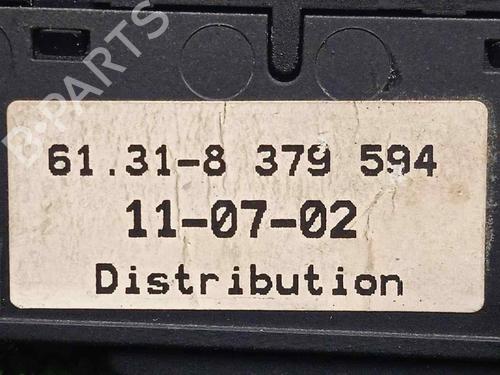 B-PARTS
61.31-8 379 594
11-07-02
Distribution